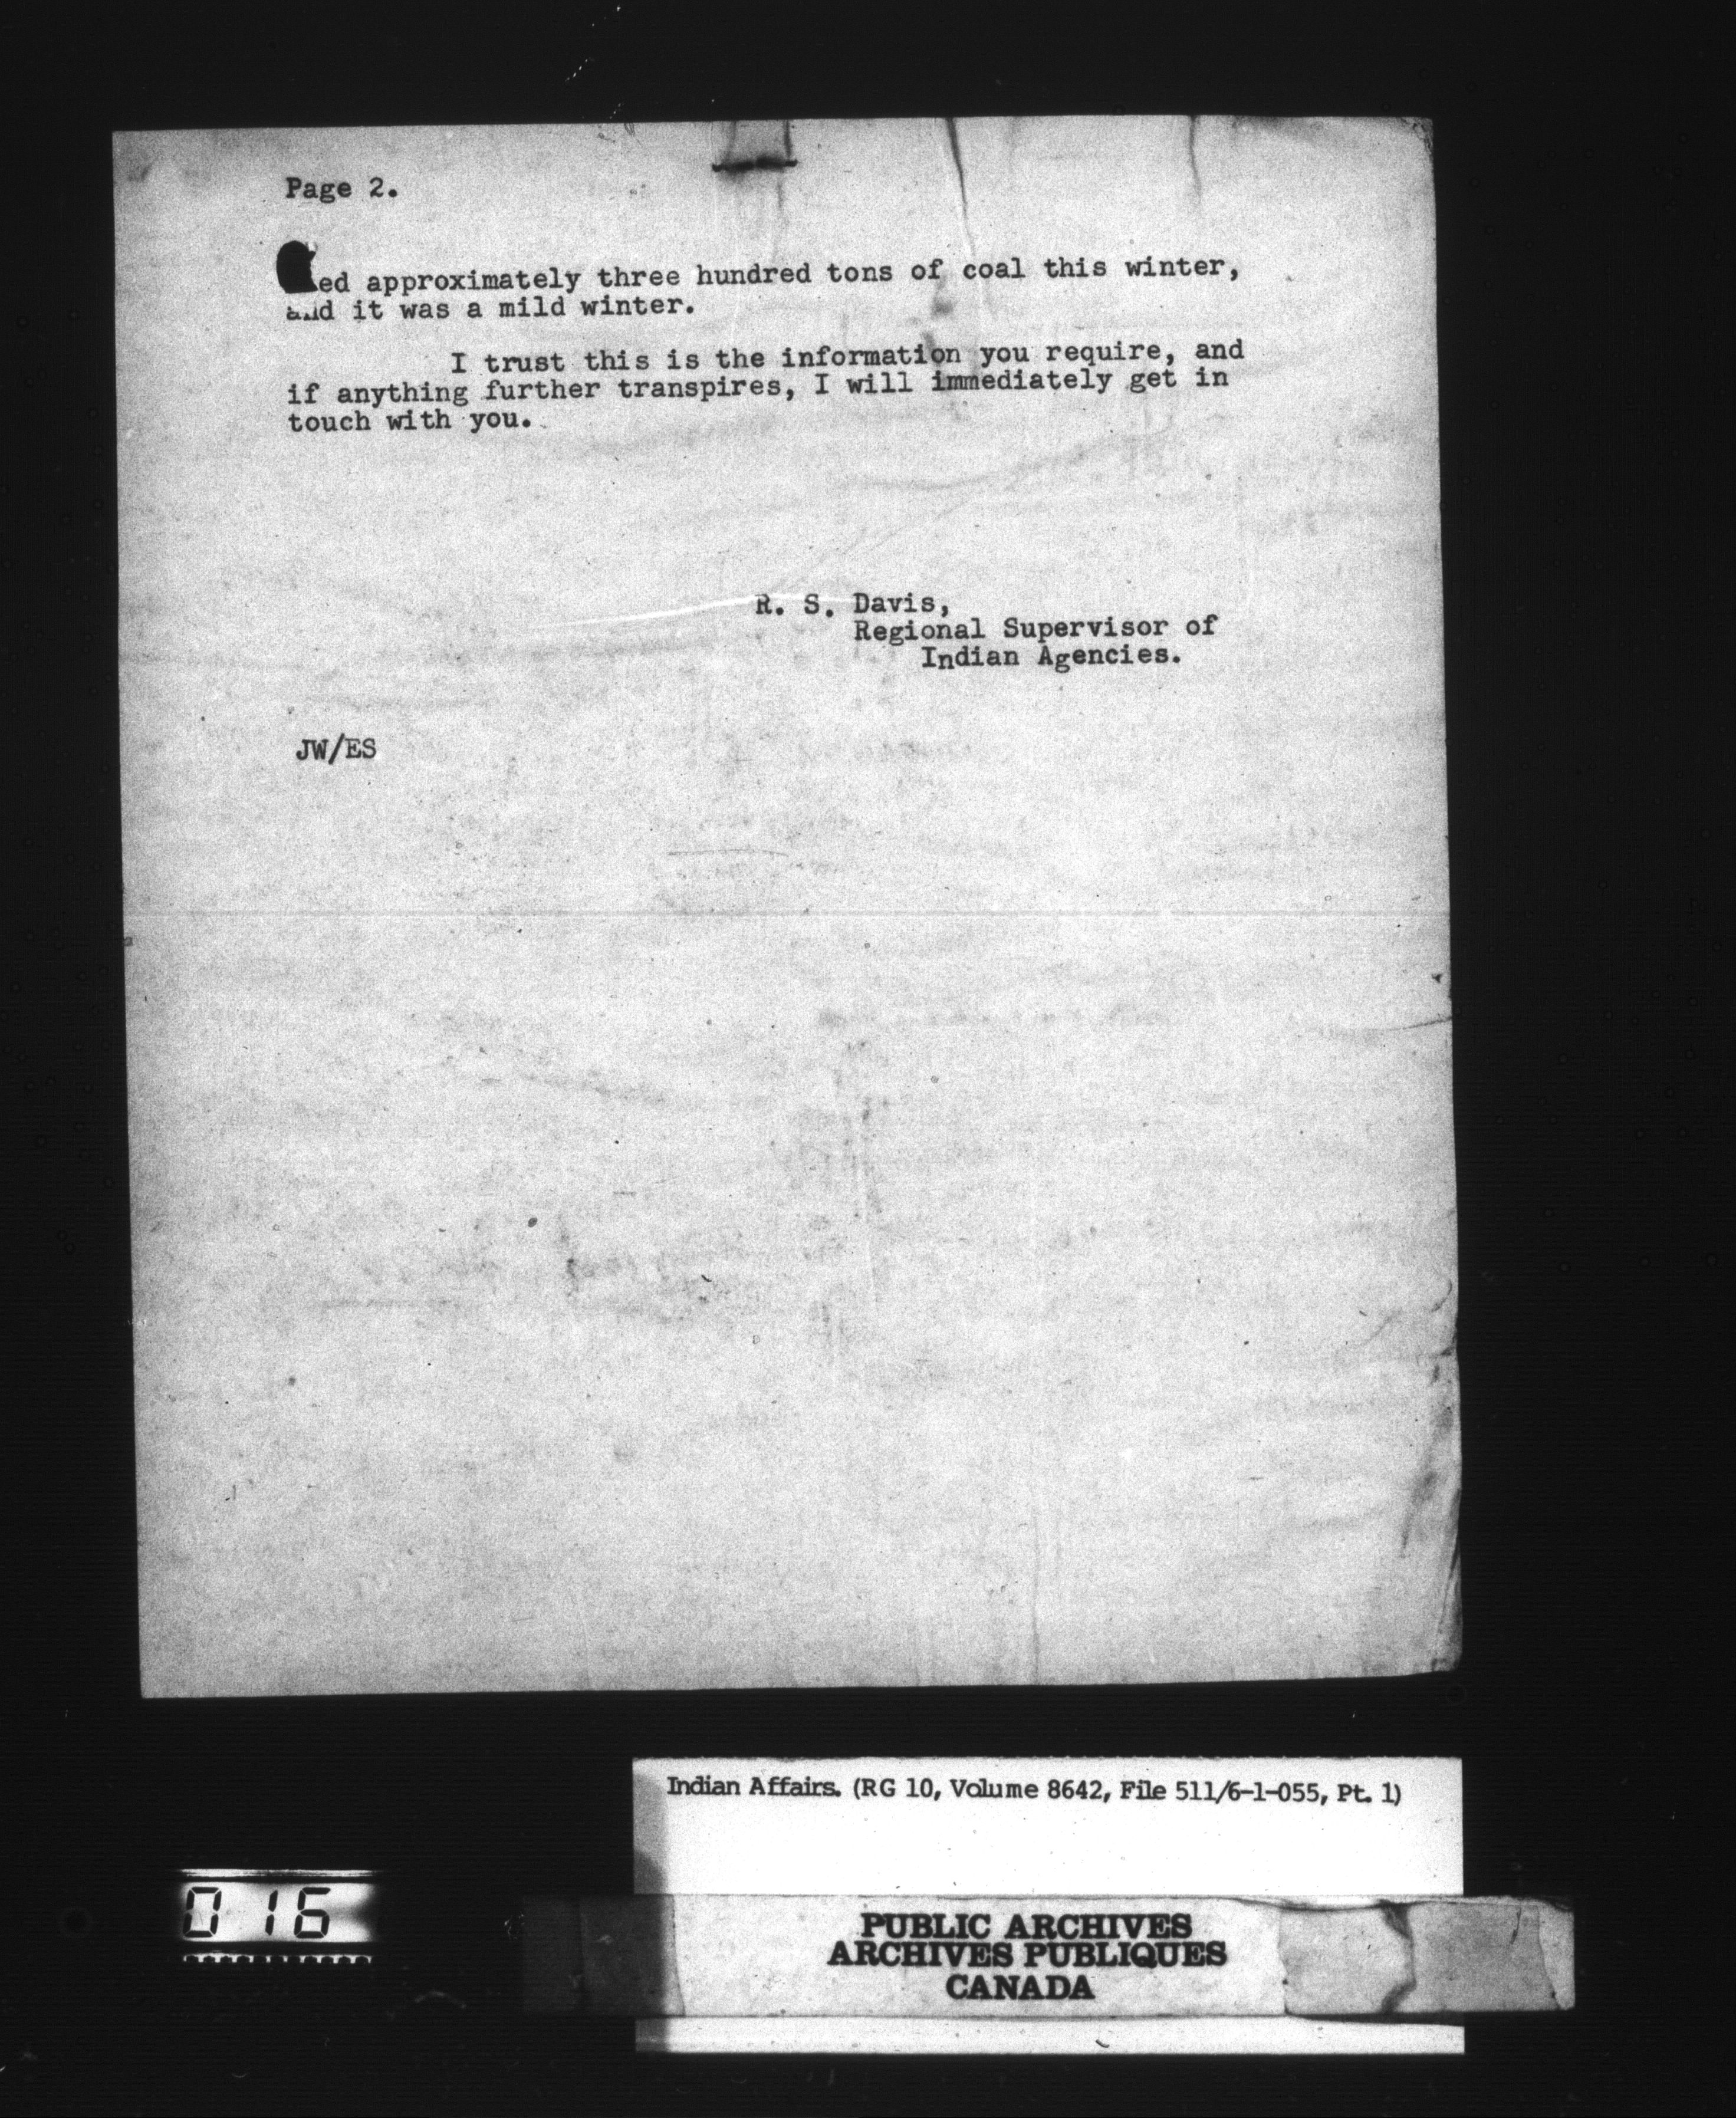 Page 2.
approximately three hundred tons of coal this winter,
and it was a mild winter.
I trust this is the information you require, and
if anything further transpires, I will immediately get in
touch with you.
R. S. Davis,
Regional Supervisor of
Indian Agencies.
JW/ES
Indian Affairs. (RG 10, Volume 8642, File 511/6-1-055, Pt. 1)
016
PUBLIC ARCHIVES
ARCHIVES PUBLIQUES
CANADA